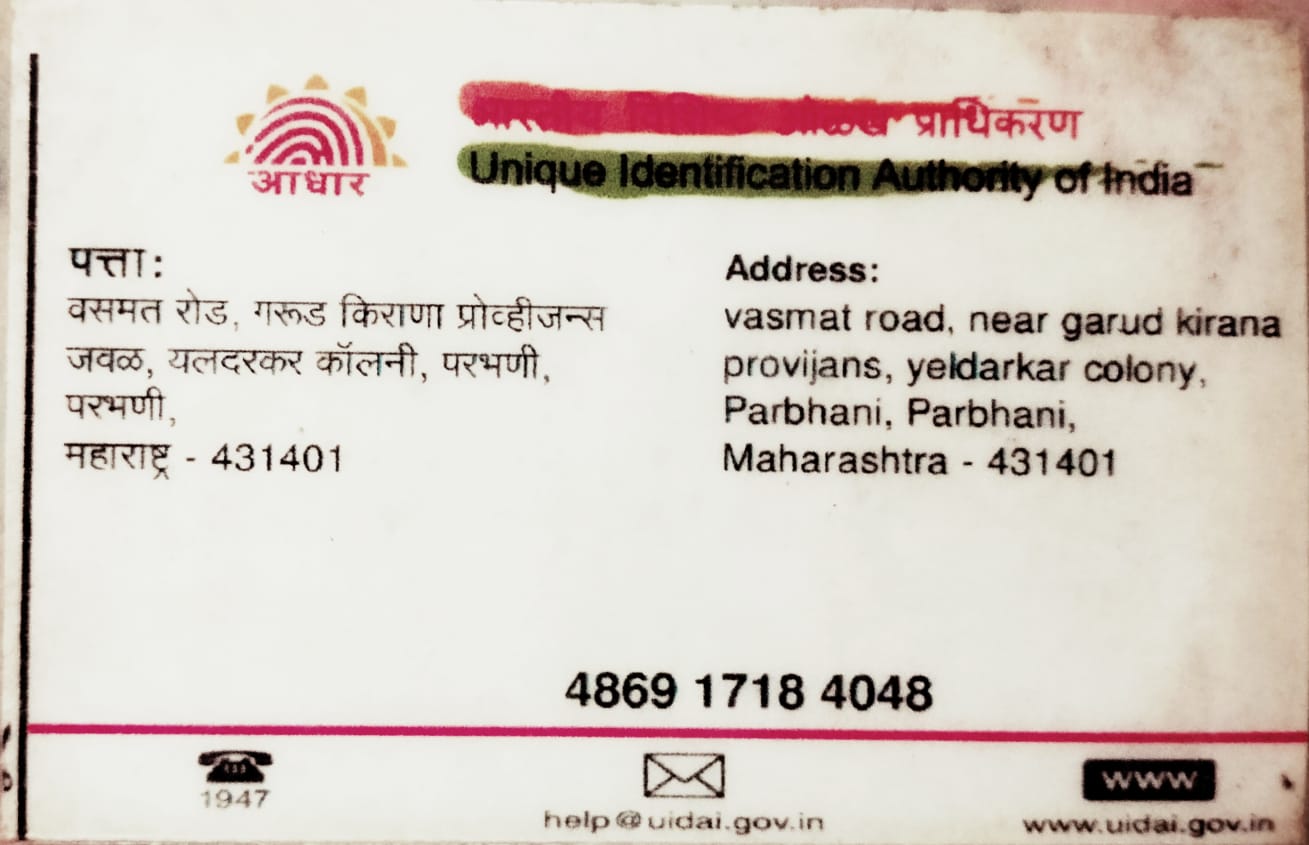 ओळख प्राधिकरण
Unique Identification Authority of India
आधार
पत्ता:
वसमत रोड, गरूड किराणा प्रोव्हीजन्स
जवळ, यलदरकर कॉलनी, परभणी,
परभणी,
महाराष्ट्र - 431401
Address:
vasmat road, near garud kirana
provijans, yeldarkar colony,
Parbhani, Parbhani,
Maharashtra - 431401
4869 1718 4048
1947
help@uidai.gov.in
www
www.uidai.gov.in